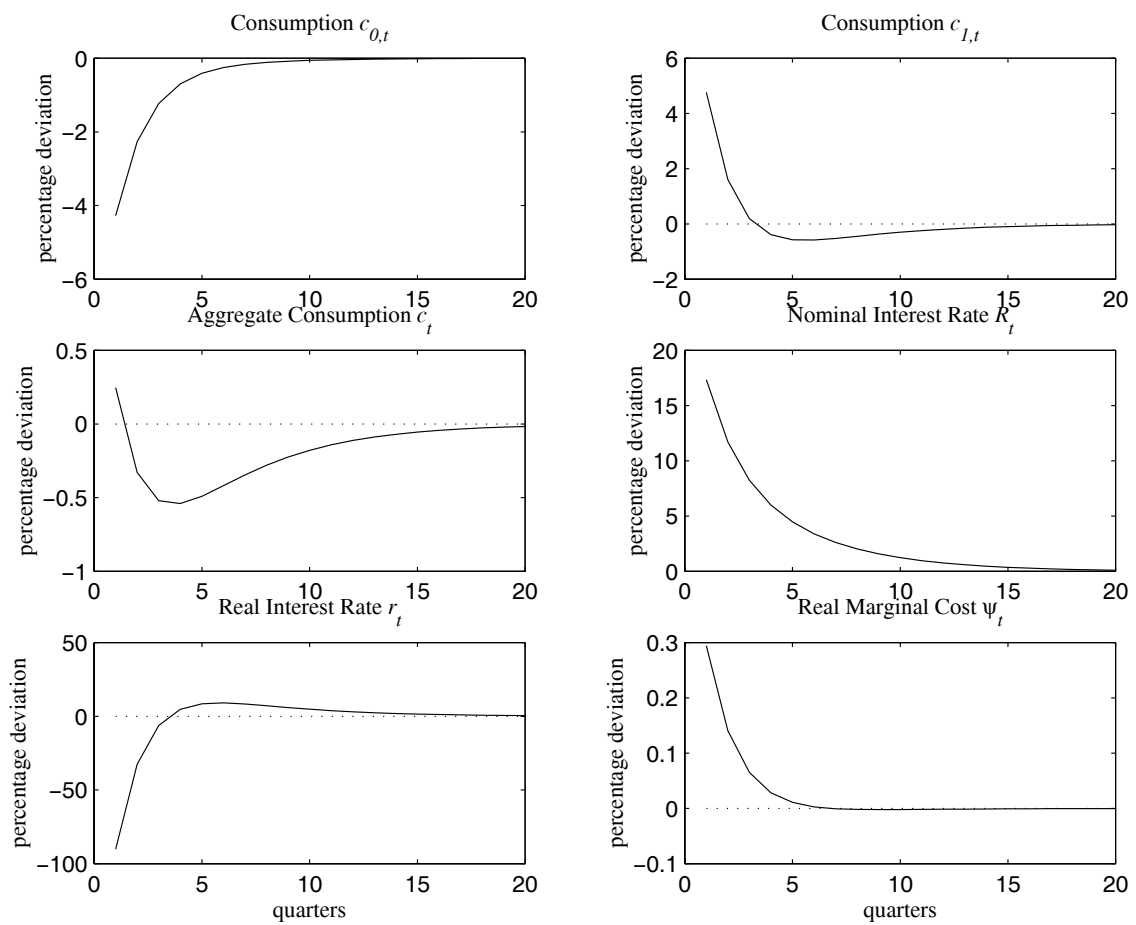 Consumption c0,t
percentage deviation
0
−2
−4
−6
0 5 10 15 20
Consumption c1,t
percentage deviation
6
4
2
0
−2
0 5 10 15 20
Aggregate Consumption ct
percentage deviation
0.5
0
−0.5
−1
0 5 10 15 20
Nominal Interest Rate Rt
percentage deviation
20
15
10
5
0
0 5 10 15 20
Real Interest Rate rt
percentage deviation
50
0
−50
−100
0 5 10 15 20
quarters
Real Marginal Cost ψt
percentage deviation
0.3
0.2
0.1
0
−0.1
0 5 10 15 20
quarters